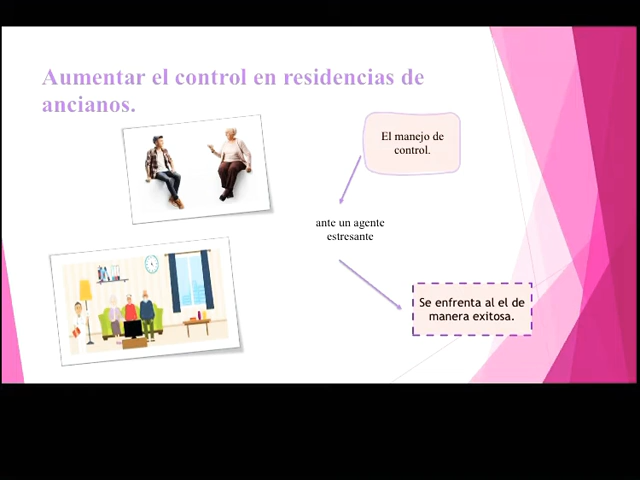 Aumentar el control en residencias de
ancianos.
El manejo de
control.
ante un agente
estresante
Se enfrenta al el de
manera exitosa.